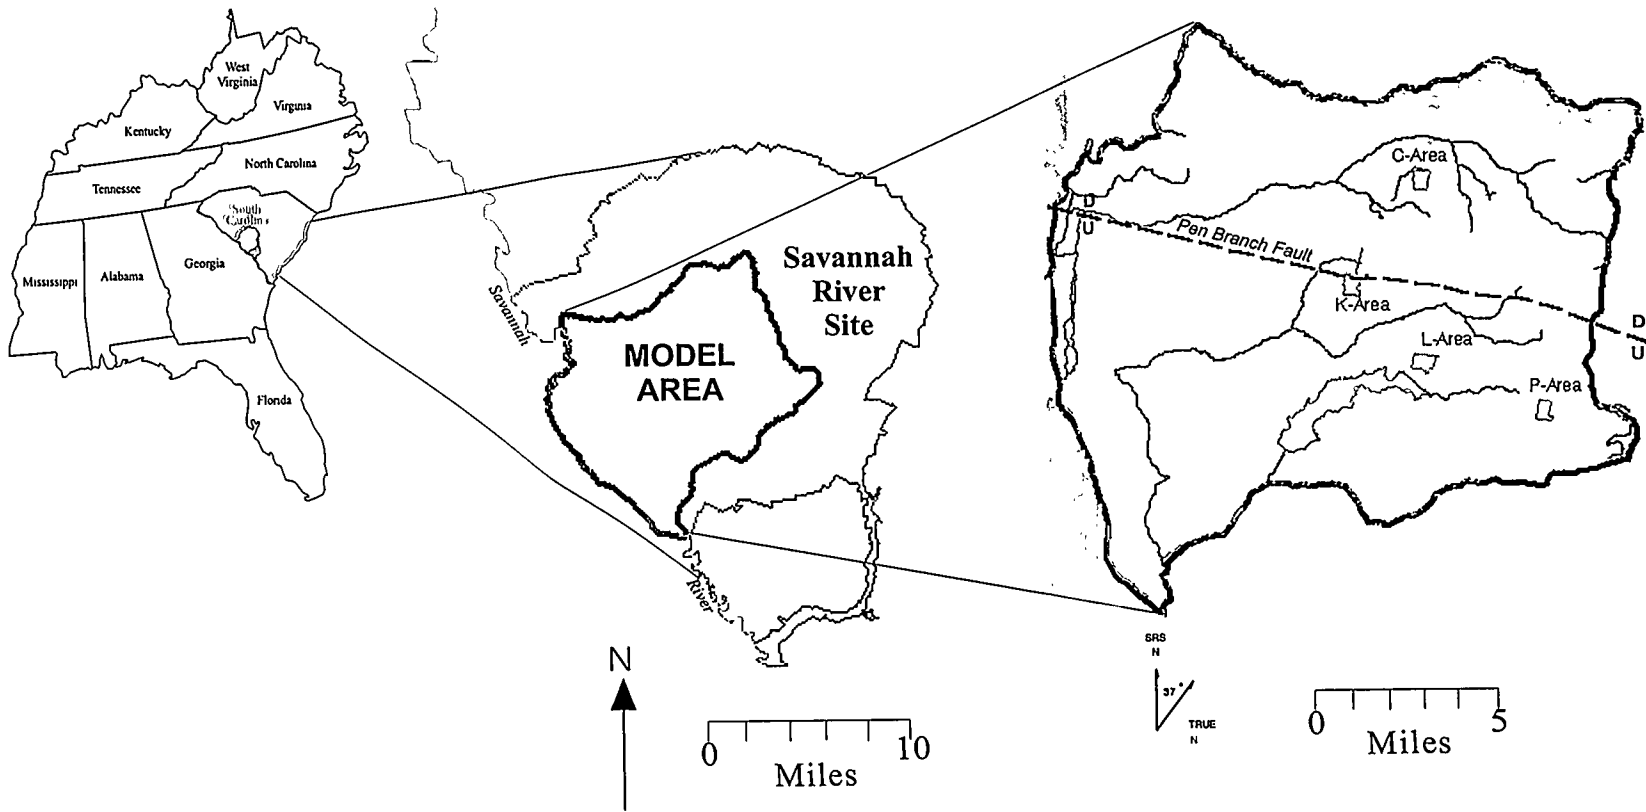 West
Virginia
Virginia
Kentucky
North Carolina
Tennessee
South
Carolina
Mississippi
Alabama
Georgia
Florida
Savannah
River
Site
Savannah
MODEL
AREA
River
N
0 10
Miles
C-Area
D
U
Pen Branch Fault
K-Area
D
U
L-Area
P-Area
SRS
N
37°
TRUE
N
0 5
Miles